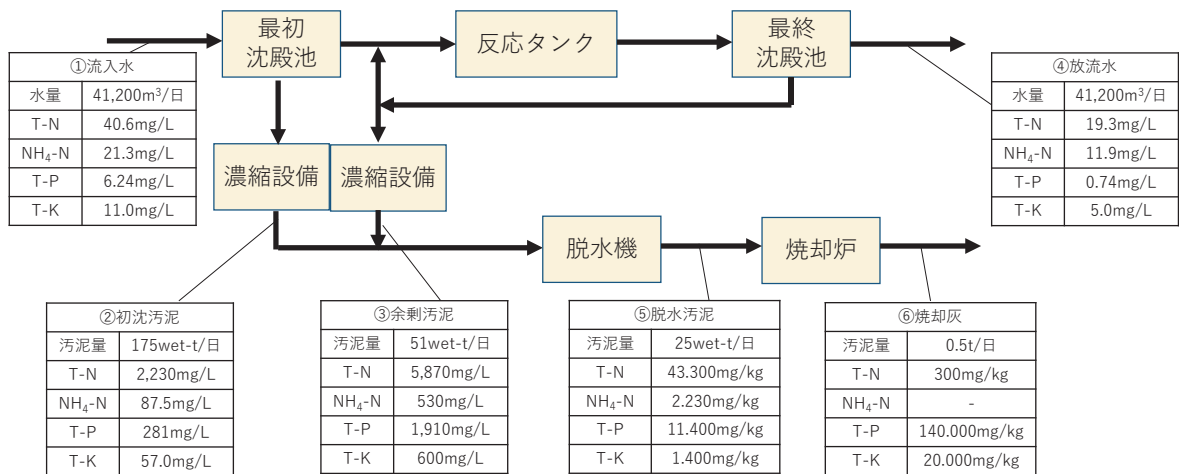 最初
沈殿池
反応タンク
最終
沈殿池
①流入水
水量 41,200m³/日
T-N 40.6mg/L
NH₄-N 21.3mg/L
T-P 6.24mg/L
T-K 11.0mg/L
④放流水
水量 41,200m³/日
T-N 19.3mg/L
NH₄-N 11.9mg/L
T-P 0.74mg/L
T-K 5.0mg/L
濃縮設備
濃縮設備
脱水機
焼却炉
②初沈汚泥
汚泥量 175wet-t/日
T-N 2,230mg/L
NH₄-N 87.5mg/L
T-P 281mg/L
T-K 57.0mg/L
③余剰汚泥
汚泥量 51wet-t/日
T-N 5,870mg/L
NH₄-N 530mg/L
T-P 1,910mg/L
T-K 600mg/L
⑤脱水汚泥
汚泥量 25wet-t/日
T-N 43.300mg/kg
NH₄-N 2.230mg/kg
T-P 11.400mg/kg
T-K 1.400mg/kg
⑥焼却灰
汚泥量 0.5t/日
T-N 300mg/kg
NH₄-N -
T-P 140.000mg/kg
T-K 20.000mg/kg